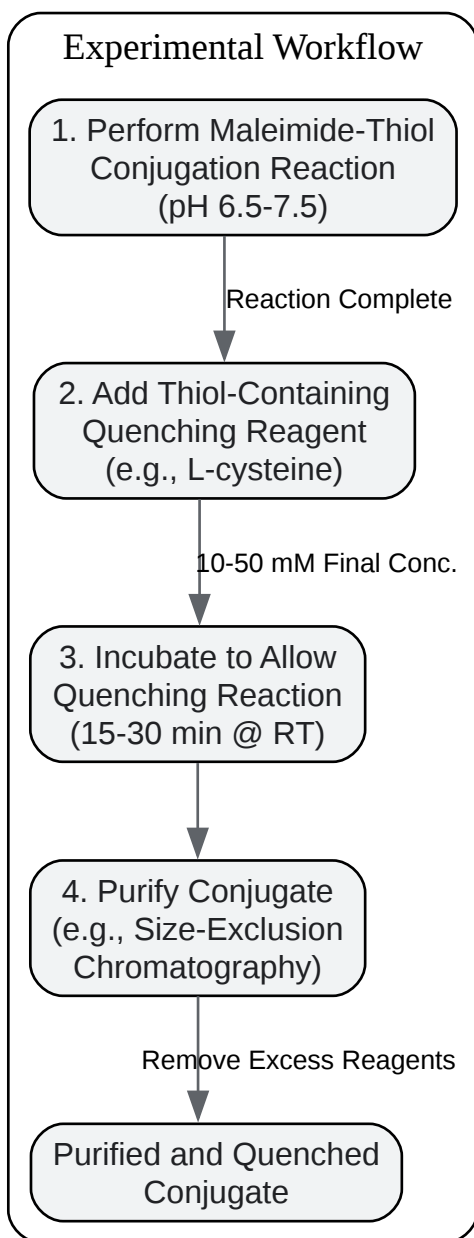 Experimental Workflow
1. Perform Maleimide-Thiol
Conjugation Reaction
(pH 6.5-7.5)
Reaction Complete
2. Add Thiol-Containing
Quenching Reagent
(e.g., L-cysteine)
10-50 mM Final Conc.
3. Incubate to Allow
Quenching Reaction
(15-30 min @ RT)
4. Purify Conjugate
(e.g., Size-Exclusion
Chromatography)
Remove Excess Reagents
Purified and Quenched
Conjugate